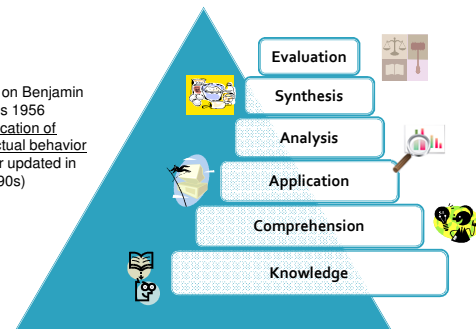 on Benjamin
s 1956
cation of
ctual behavior
r updated in
90s)
Evaluation
Synthesis
Analysis
Application
Comprehension
Knowledge